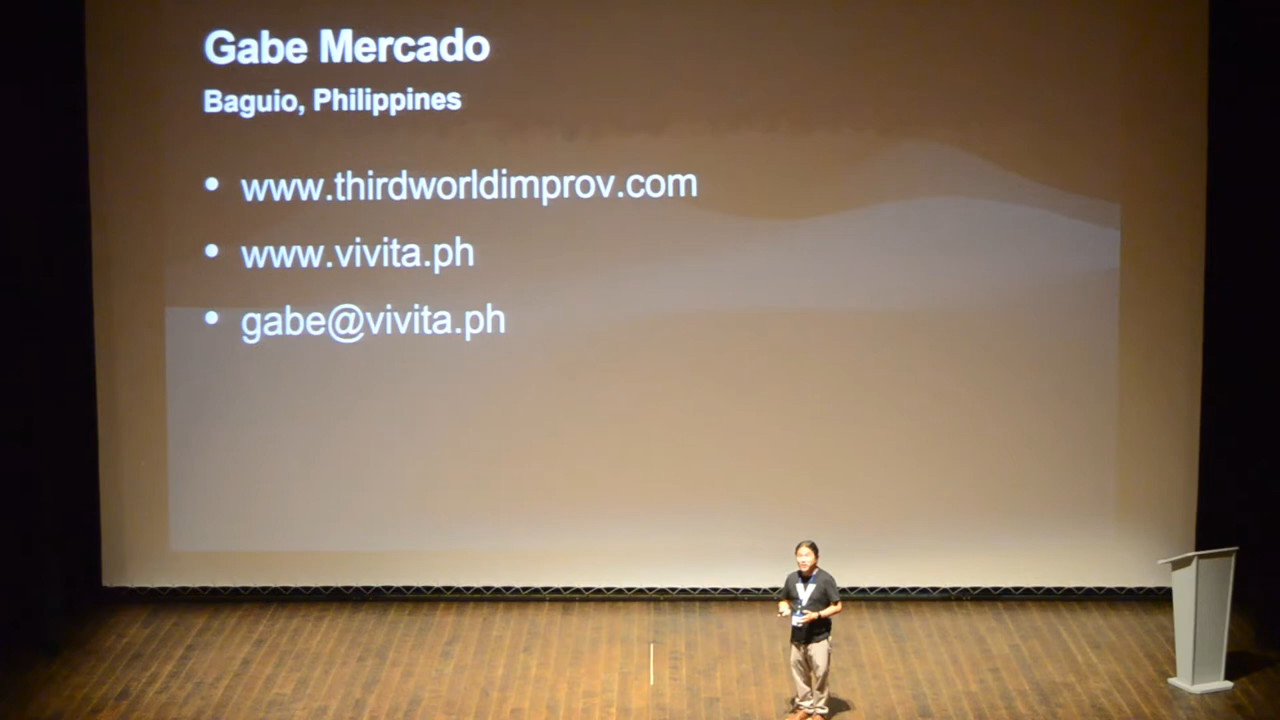 Gabe Mercado
Baguio, Philippines
• www.thirdworldimprov.com
• www.vivita.ph
• gabe@vivita.ph